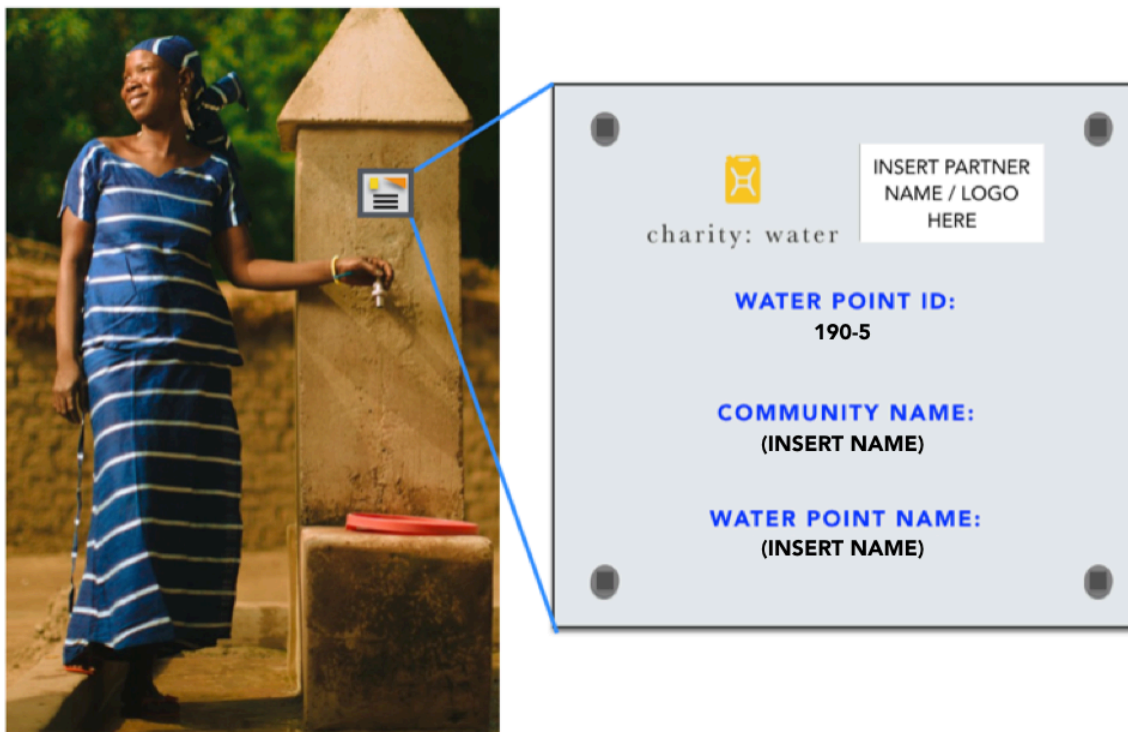 charity: water
INSERT PARTNER
NAME / LOGO
HERE
WATER POINT ID:
190-5
COMMUNITY NAME:
(INSERT NAME)
WATER POINT NAME:
(INSERT NAME)